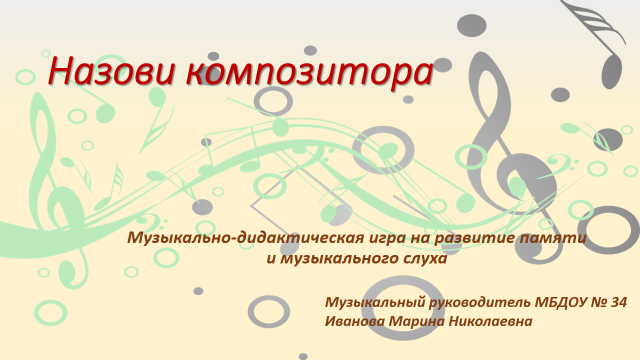 Назови композитора
Музыкально-дидактическая игра на развитие памяти
и музыкального слуха
Музыкальный руководитель МБДОУ № 34
Иванова Марина Николаевна